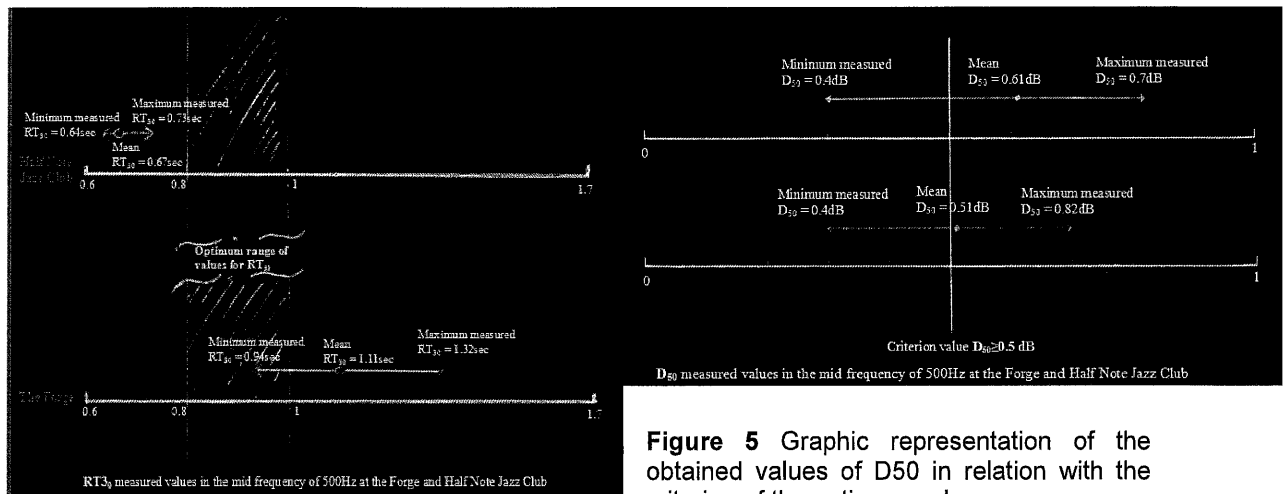 Minimum measured
RT30 = 0.64sec
Maximum measured
RT30 = 0.73sec
Mean
RT30 = 0.67sec
Half Note
Jazz Club
0.6
0.8
1
1.7
Optimum range of
values for RT30
Minimum measured
RT30 = 0.94sec
Mean
RT30 = 1.11sec
Maximum measured
RT30 = 1.32sec
The Forge
0.6
0.8
1
1.7
RT30 measured values in the mid frequency of 500Hz at the Forge and Half Note Jazz Club
Minimum measured
D50 = 0.4dB
Mean
D50 = 0.61dB
Maximum measured
D50 = 0.7dB
0
1
Minimum measured
D50 = 0.4dB
Mean
D50 = 0.51dB
Maximum measured
D50 = 0.82dB
0
1
Criterion value D50≥0.5 dB
D50 measured values in the mid frequency of 500Hz at the Forge and Half Note Jazz Club
Figure 5 Graphic representation of the
obtained values of D50 in relation with the